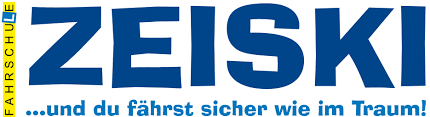 FAHRSCHULE
ZEISKI
...und du fährst sicher wie im Traum!